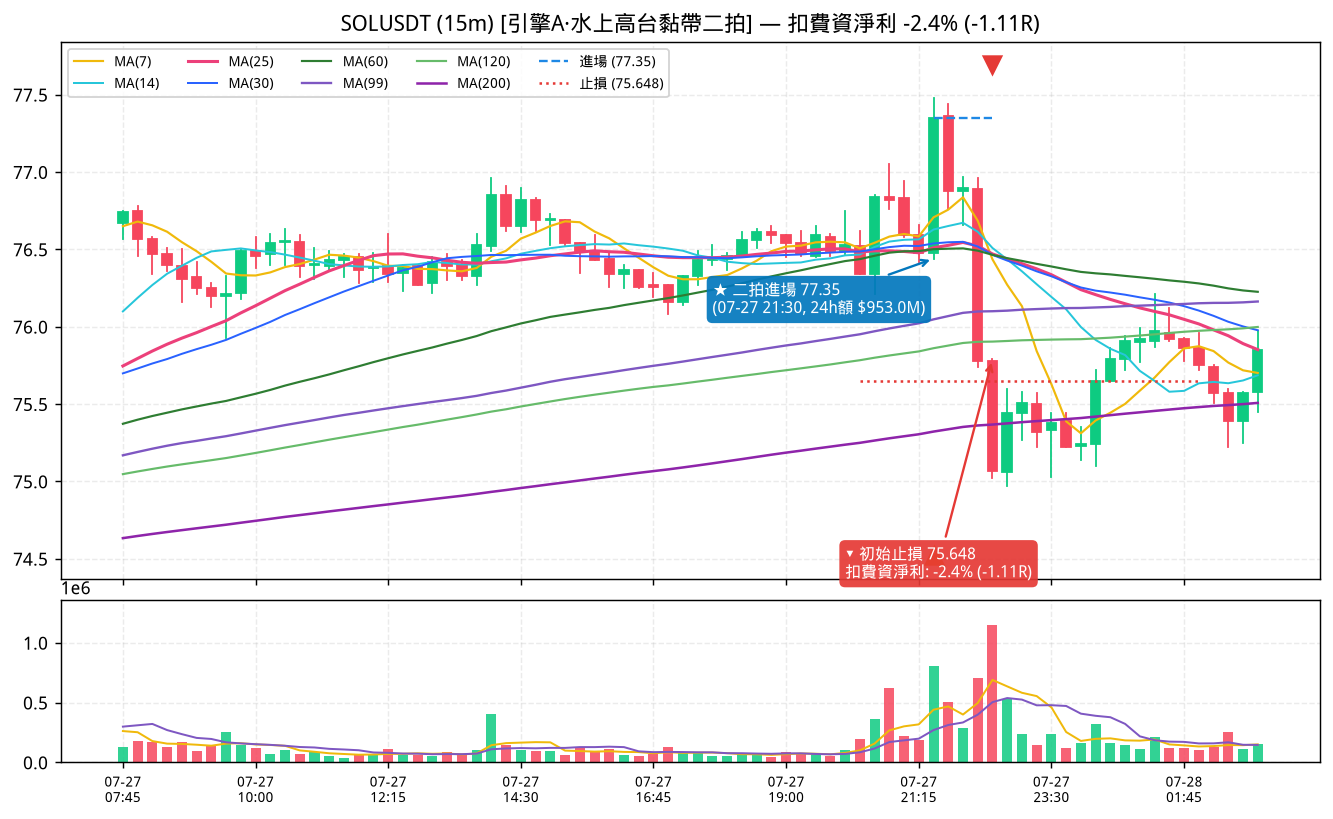 SOLUSDT (15m) [引擎A·水上高台黏帶二拍] — 扣費資淨利 -2.4% (-1.11R)
MA(7)
MA(14)
MA(25)
MA(30)
MA(60)
MA(99)
MA(120)
MA(200)
進場 (77.35)
止損 (75.648)
77.5
77.0
76.5
76.0
75.5
75.0
74.5
★ 二拍進場 77.35
(07-27 21:30, 24h額 $953.0M)
▼ 初始止損 75.648
扣費資淨利: -2.4% (-1.11R)
1e6
1.0
0.5
0.0
07-27
07:45
07-27
10:00
07-27
12:15
07-27
14:30
07-27
16:45
07-27
19:00
07-27
21:15
07-27
23:30
07-28
01:45